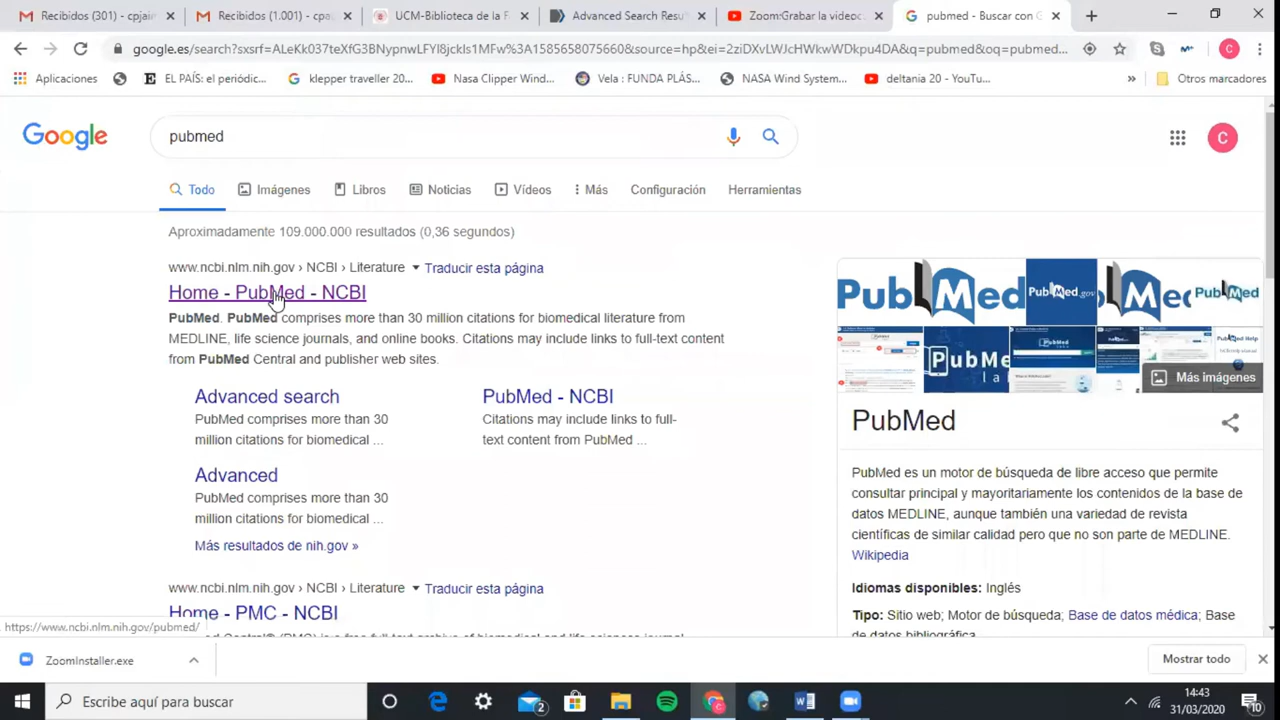 Recibidos (301) - cpjain
Recibidos (1.001) - cpa
UCM-Biblioteca de la F
Advanced Search Resu
Zoom:Grabar la videoc
pubmed - Buscar con G
google.es/search?sxsrf=ALeKk037teXfG3BNypnwLFYl8jckIs1MFw%3A1585658075660&source=hp&ei=2ziDXvLWJcHWkwWDkpu4DA&q=pubmed&oq=pubmed...
C
Aplicaciones
EL PAÍS: el periódic...
klepper traveller 20...
Nasa Clipper Win...
Vela : FUNDA PLÁS...
NASA Wind System...
deltania 20 - YouTu...
»
Otros marcadores
Google
pubmed
C
Todo
Imágenes
Libros
Noticias
Vídeos
Más
Configuración
Herramientas
Aproximadamente 109.000.000 resultados (0,36 segundos)
www.ncbi.nlm.nih.gov › NCBI › Literature Traducir esta página
Home - PubMed - NCBI
PubMed. PubMed comprises more than 30 million citations for biomedical literature from
MEDLINE, life science journals, and online books. Citations may include links to full-text content
from PubMed Central and publisher web sites.
Advanced search
PubMed comprises more than 30
million citations for biomedical ...
PubMed - NCBI
Citations may include links to full-
text content from PubMed ...
Advanced
PubMed comprises more than 30
million citations for biomedical ...
Más resultados de nih.gov »
www.ncbi.nlm.nih.gov › NCBI › Literature Traducir esta página
Home - PMC - NCBI
https://www.ncbi.nlm.nih.gov/pubmed/
PubMed
PubMed.gov
PubMed
Más imágenes
PubMed
PubMed es un motor de búsqueda de libre acceso que permite
consultar principal y mayoritariamente los contenidos de la base de
datos MEDLINE, aunque también una variedad de revista
científicas de similar calidad pero que no son parte de MEDLINE.
Wikipedia
Idiomas disponibles: Inglés
Tipo: Sitio web; Motor de búsqueda; Base de datos médica; Base
de datos bibliográfica
ZoomInstaller.exe
Mostrar todo
Escribe aquí para buscar
2
14:43
31/03/2020
10